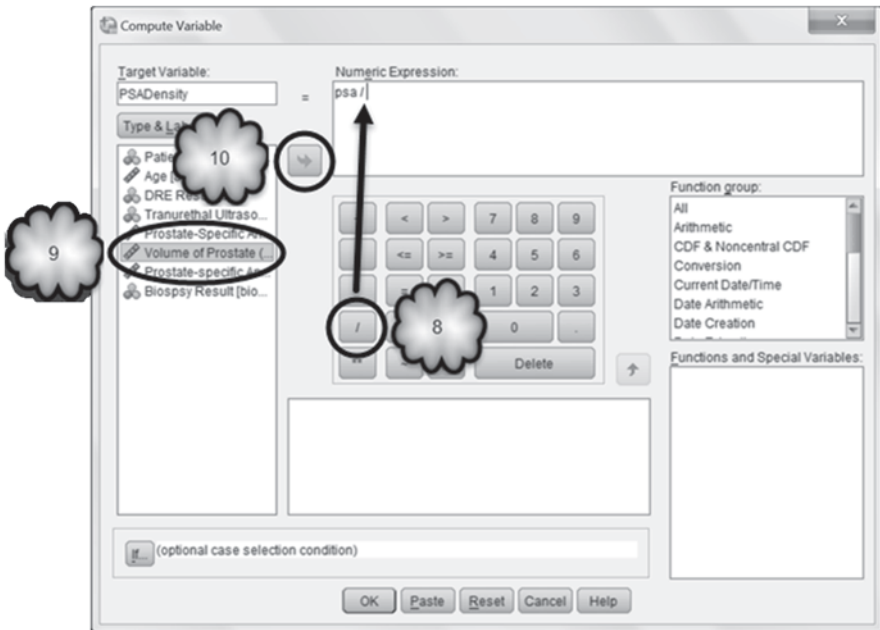 Compute Variable
X
Target Variable:
PSADensity
=
Numeric Expression:
psa /
Type &
10
Age
DRE
Tranurethal Ultraso...
Prostate-Specific
9
Volume of Prostate (...
Prostate-specific
Biospsy Result [bio...
< > 7 8 9
<= >= 4 5 6
1 2 3
/ 8 0 .
** Delete
Function group:
All
Arithmetic
CDF & Noncentral CDF
Conversion
Current Date/Time
Date Arithmetic
Date Creation
Functions and Special Variables:
If... (optional case selection condition)
OK Paste Reset Cancel Help